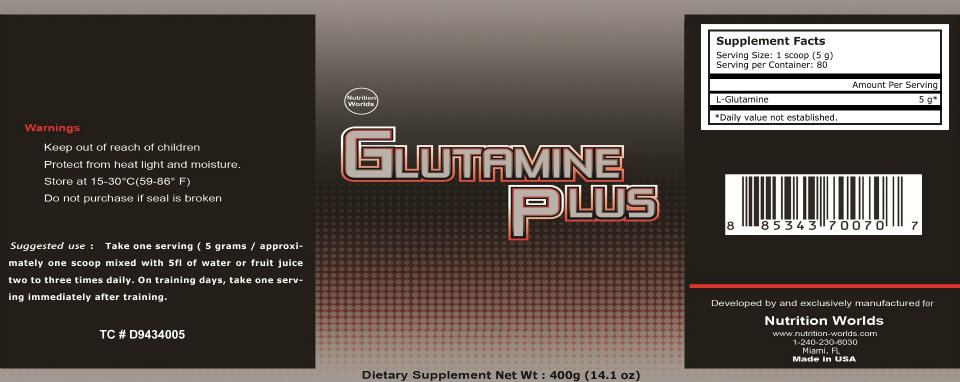 Warnings
Keep out of reach of children
Protect from heat light and moisture.
Store at 15-30°C(59-86° F)
Do not purchase if seal is broken
Suggested use : Take one serving ( 5 grams / approxi-
mately one scoop mixed with 5fl of water or fruit juice
two to three times daily. On training days, take one serv-
ing immediately after training.
TC # D9434005
Nutrition
Worlds
GLUTAMINE
PLUS
Dietary Supplement Net Wt : 400g (14.1 oz)
Supplement Facts
Serving Size: 1 scoop (5 g)
Serving per Container: 80
Amount Per Serving
L-Glutamine 5 g*
*Daily value not established.
8 85343 70070 7
Developed by and exclusively manufactured for
Nutrition Worlds
www.nutrition-worlds.com
1-240-230-6030
Miami, FL
Made in USA